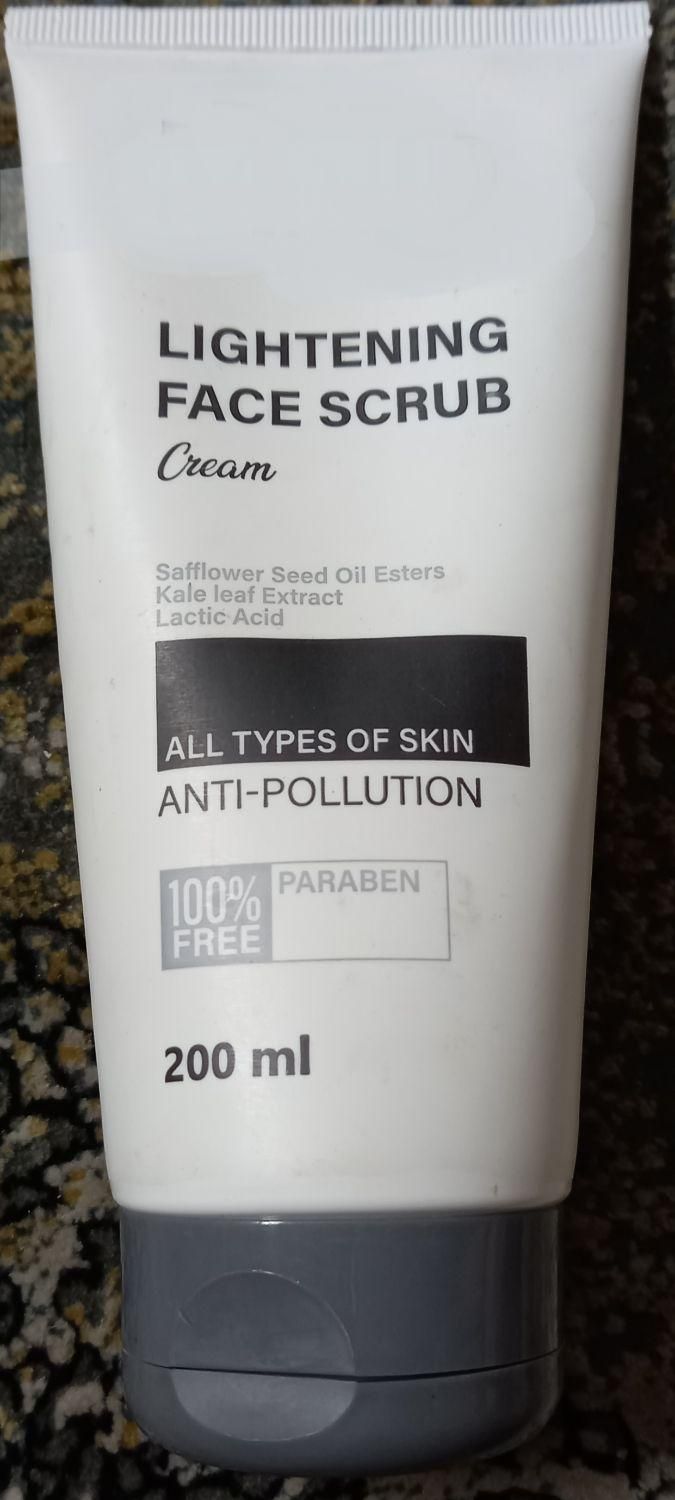 LIGHTENING
FACE SCRUB
Cream
Safflower Seed Oil Esters
Kale leaf Extract
Lactic Acid
ALL TYPES OF SKIN
ANTI-POLLUTION
100% PARABEN
FREE
200 ml